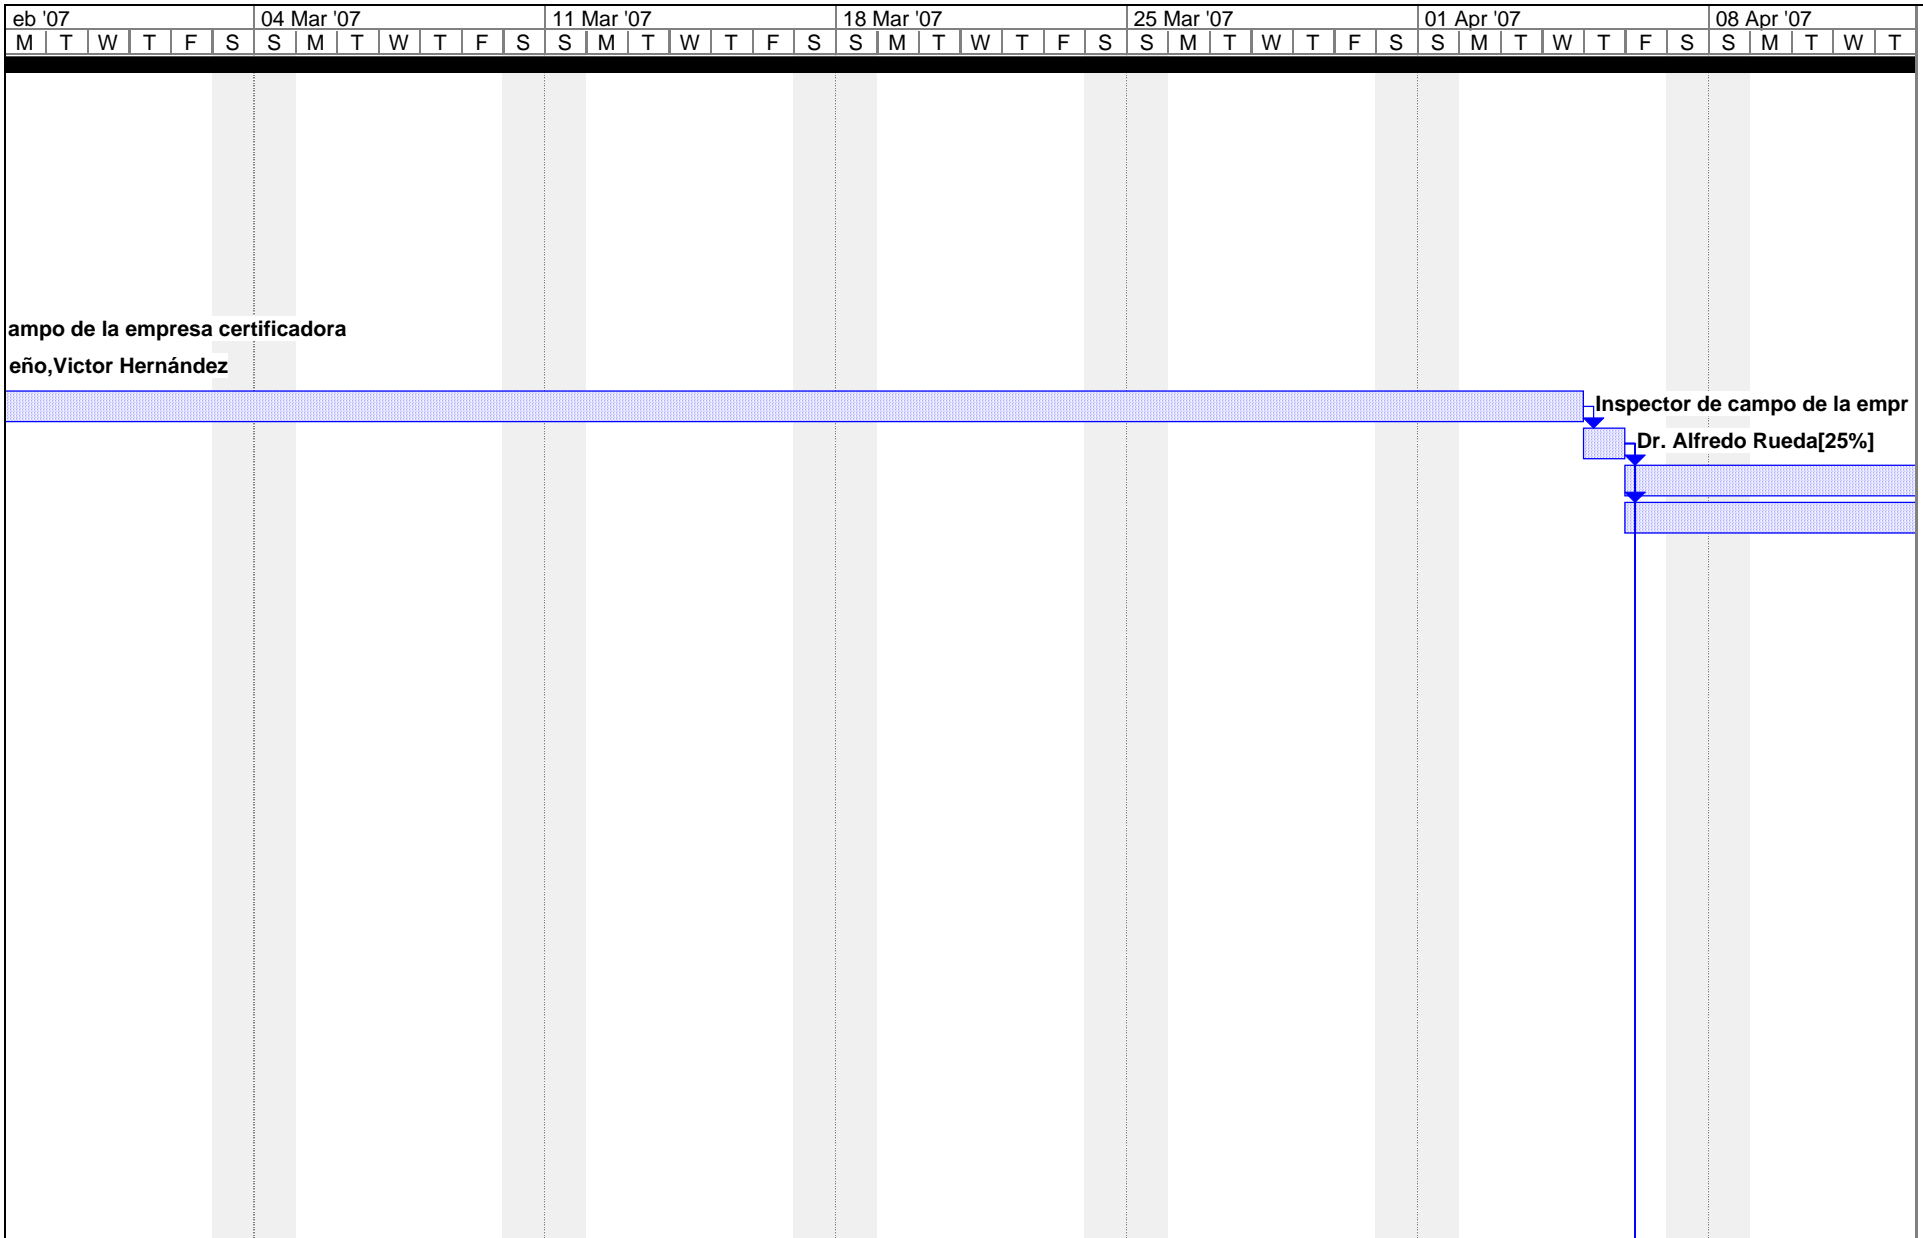 eb '07 04 Mar '07 11 Mar '07 18 Mar '07 25 Mar '07 01 Apr '07 08 Apr '07
M T W T F S S M T W T F S S M T W T F S S M T W T F S S M T W T F S S M T W T F S S M T W T
ampo de la empresa certificadora
eño,Victor Hernández
Inspector de campo de la empr
Dr. Alfredo Rueda[25%]